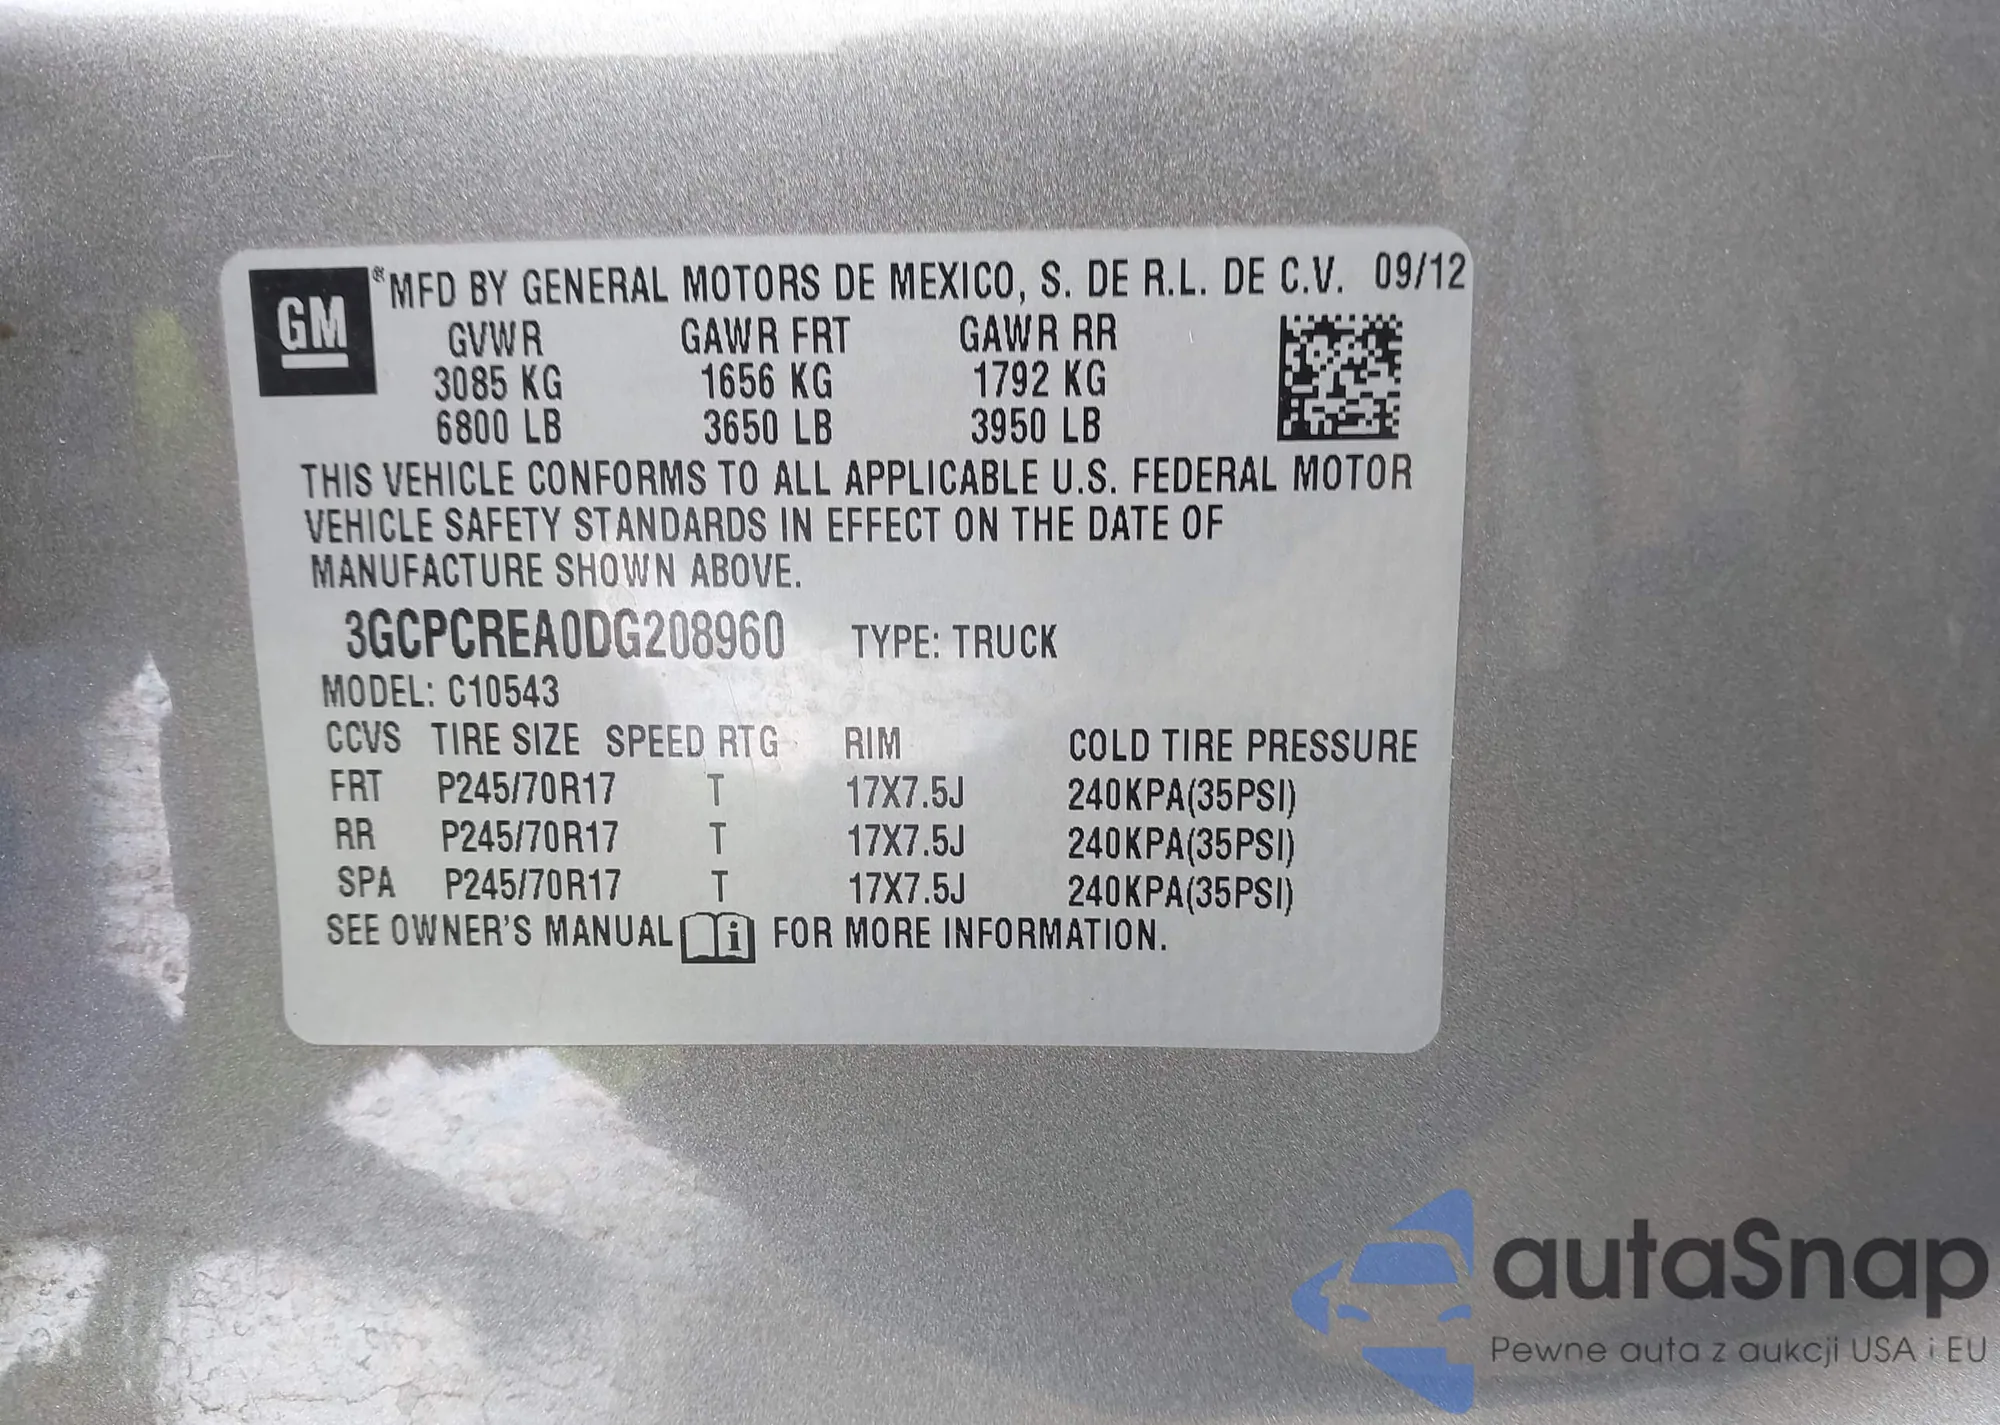 GM
® MFD BY GENERAL MOTORS DE MEXICO, S. DE R.L. DE C.V. 09/12
GVWR GAWR FRT GAWR RR
3085 KG 1656 KG 1792 KG
6800 LB 3650 LB 3950 LB
THIS VEHICLE CONFORMS TO ALL APPLICABLE U.S. FEDERAL MOTOR
VEHICLE SAFETY STANDARDS IN EFFECT ON THE DATE OF
MANUFACTURE SHOWN ABOVE.
3GCPCREA0DG208960 TYPE: TRUCK
MODEL: C10543
CCVS TIRE SIZE SPEED RTG RIM COLD TIRE PRESSURE
FRT P245/70R17 T 17X7.5J 240KPA(35PSI)
RR P245/70R17 T 17X7.5J 240KPA(35PSI)
SPA P245/70R17 T 17X7.5J 240KPA(35PSI)
SEE OWNER'S MANUAL i FOR MORE INFORMATION.
autaSnap
Pewne auta z aukcji USA i EU